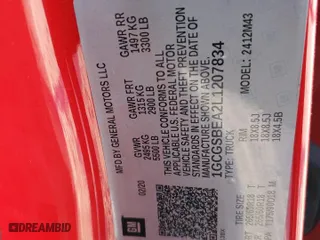 MFD BY GENERAL MOTORS LLC
02/20
GVWR
2495 KG
5500 LB
GAWR FRT
1315 KG
2900 LB
GAWR RR
1497 KG
3300 LB
THIS VEHICLE CONFORMS TO ALL
APPLICABLE U.S. FEDERAL MOTOR
VEHICLE SAFETY AND THEFT PREVENTION
STANDARDS IN EFFECT ON THE DATE OF
MANUFACTURE SHOWN ABOVE.
1GCGSBEA2L1207834
TYPE: TRUCK
MODEL: 2412M43
RIM
18X8.5J
18X8.5J
18X4.5B
GM
© DREAMBID